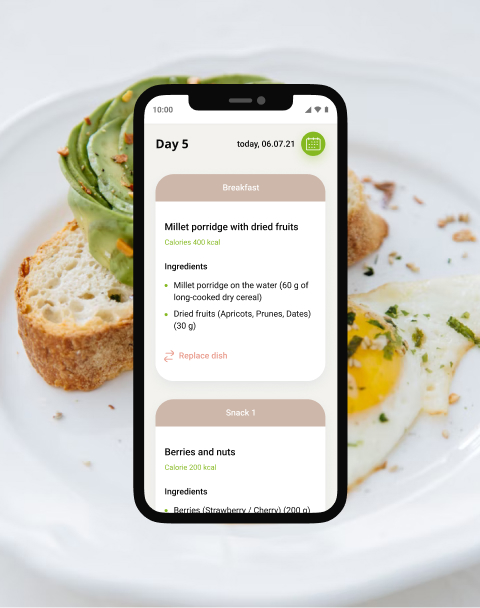 10:00
Day 5
today, 06.07.21
Breakfast
Millet porridge with dried fruits
Calories 400 kcal
Ingredients
Millet porridge on the water (60 g of
long-cooked dry cereal)
Dried fruits (Apricots, Prunes, Dates)
(30 g)
Replace dish
Snack 1
Berries and nuts
Calorie 200 kcal
Ingredients
Berries (Strawberry / Cherry) (200 g)